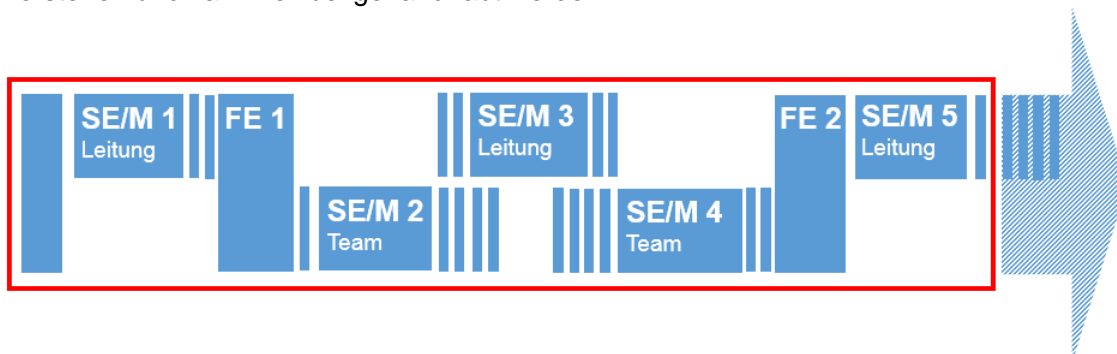 SE/M 1
Leitung
FE 1
SE/M 2
Team
SE/M 3
Leitung
SE/M 4
Team
FE 2
SE/M 5
Leitung